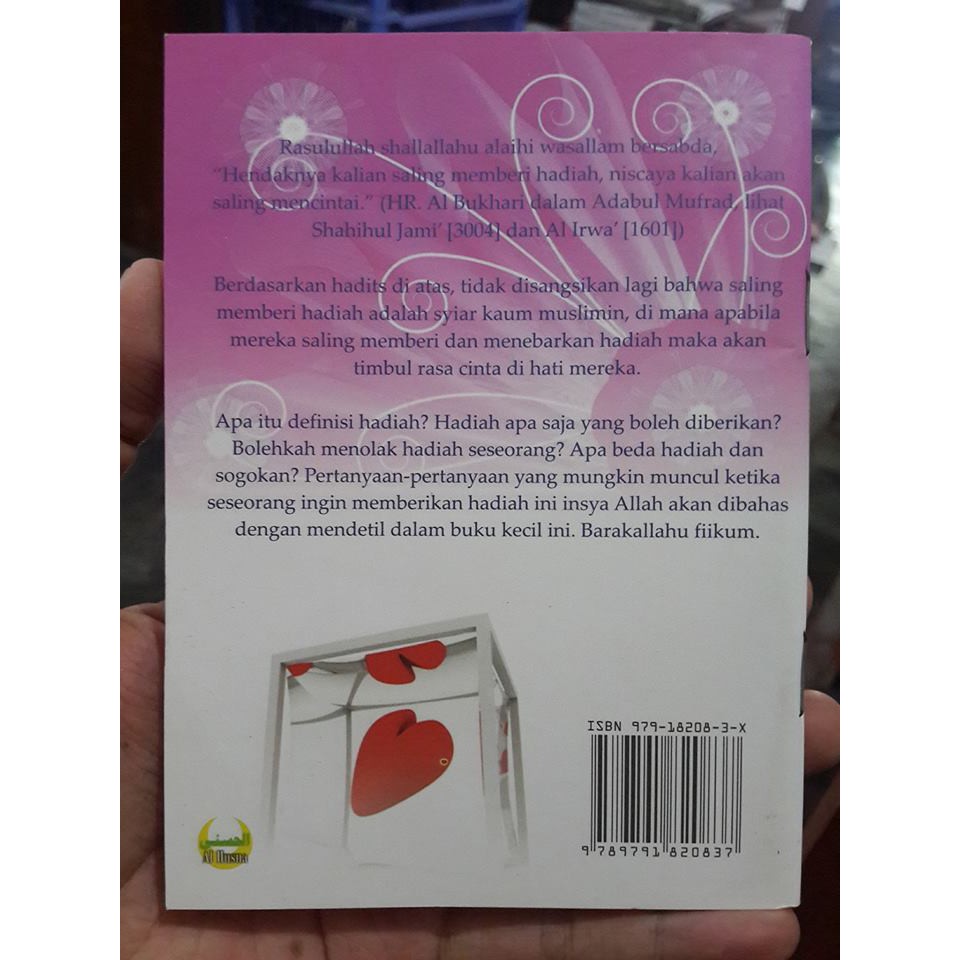 Rasulullah shallallahu alaihi wasallam bersabda,
“Hendaknya kalian saling memberi hadiah, niscaya kalian akan
saling mencintai.” (HR. Al Bukhari dalam Adabul Mufrad, lihat
Shahihul Jami’ [3004] dan Al Irwa’ [1601])
Berdasarkan hadits di atas, tidak disangsikan lagi bahwa saling
memberi hadiah adalah syiar kaum muslimin, di mana apabila
mereka saling memberi dan menebarkan hadiah maka akan
timbul rasa cinta di hati mereka.
Apa itu definisi hadiah? Hadiah apa saja yang boleh diberikan?
Bolehkah menolak hadiah seseorang? Apa beda hadiah dan
sogokan? Pertanyaan-pertanyaan yang mungkin muncul ketika
seseorang ingin memberikan hadiah ini insya Allah akan dibahas
dengan mendetil dalam buku kecil ini. Barakallahu fiikum.
ISBN 979-18208-3-X
9 789791 820837
الحسنى
Al Husna